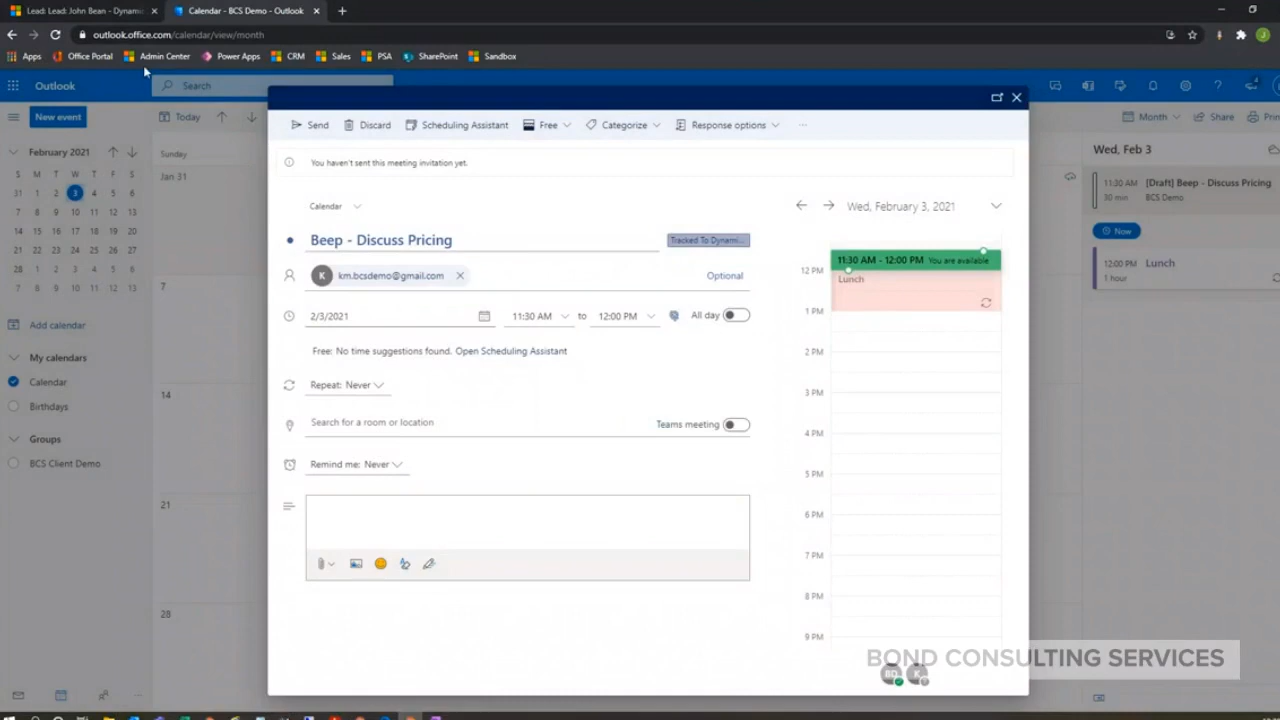 Lead: Lead: John Bean - Dynami
Calendar - BCS Demo - Outlook
outlook.office.com/calendar/view/month
Apps Office Portal Admin Center Power Apps CRM Sales PSA SharePoint Sandbox
Outlook
Search
New event
Today
Month Share Prin
Send Discard Scheduling Assistant Free Categorize Response options
You haven't sent this meeting invitation yet.
February 2021
S M T W T F S
31 1 2 3 4 5 6
7 8 9 10 11 12 13
14 15 16 17 18 19 20
21 22 23 24 25 26 27
28 1 2 3 4 5 6
7 8 9 10 11 12 13
Add calendar
My calendars
Calendar
Birthdays
Groups
BCS Client Demo
Sunday
Jan 31
7
14
21
28
Calendar
Beep - Discuss Pricing
Tracked To Dynami...
K km.bcsdemo@gmail.com
Optional
2/3/2021
11:30 AM to 12:00 PM
All day
Free: No time suggestions found. Open Scheduling Assistant
Repeat: Never
Search for a room or location
Teams meeting
Remind me: Never
Wed, February 3, 2021
11:30 AM - 12:00 PM You are available
12 PM
Lunch
1 PM
2 PM
3 PM
4 PM
5 PM
6 PM
7 PM
8 PM
9 PM
BD K
Wed, Feb 3
11:30 AM [Draft] Beep - Discuss Pricing
30 min BCS Demo
Now
12:00 PM Lunch
1 hour
BOND CONSULTING SERVICES